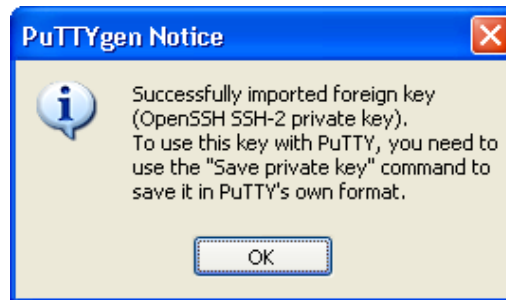 PuTTYgen Notice
Successfully imported foreign key
(OpenSSH SSH-2 private key).
To use this key with PuTTY, you need to
use the "Save private key" command to
save it in PuTTY's own format.
OK